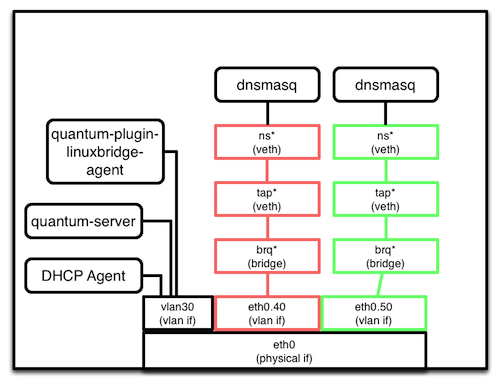 dnsmasq
dnsmasq
quantum-plugin-
linuxbridge-
agent
ns*
(veth)
ns*
(veth)
tap*
(veth)
tap*
(veth)
quantum-server
brq*
(bridge)
brq*
(bridge)
DHCP Agent
vlan30
(vlan if)
eth0.40
(vlan if)
eth0.50
(vlan if)
eth0
(physical if)